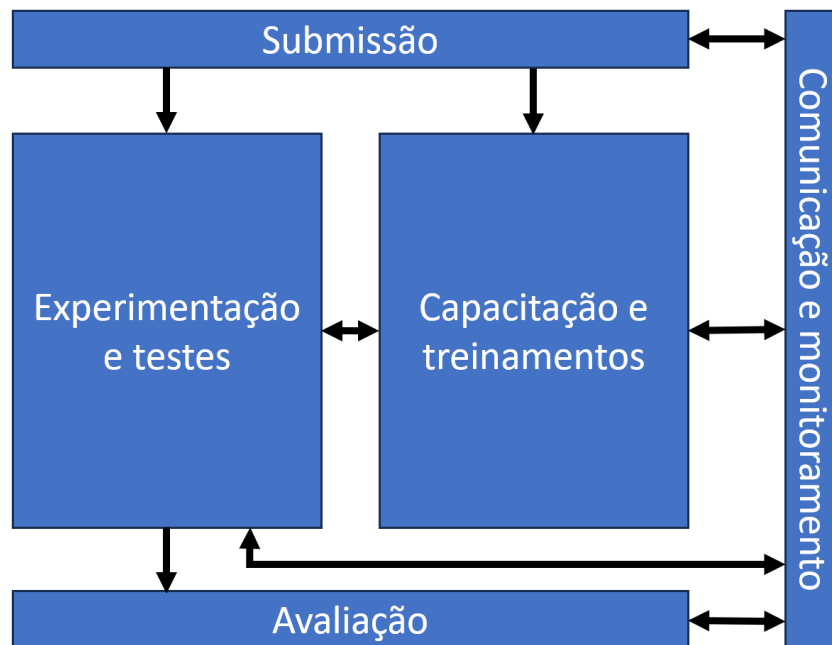 Submissão
Experimentação
e testes
Capacitação e
treinamentos
Comunicação e monitoramento
Avaliação